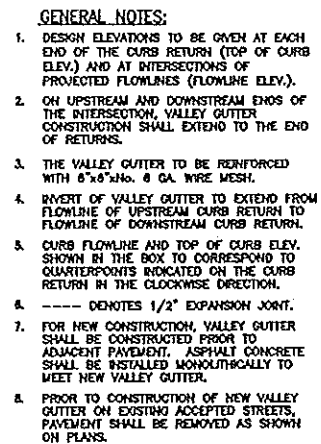 GENERAL NOTES:
1. DESIGN ELEVATIONS TO BE GIVEN AT EACH
END OF THE CURB RETURN (TOP OF CURB
ELEV.) AND AT INTERSECTIONS OF
PROJECTED FLOWLINES (FLOWLINE ELEV.).
2. ON UPSTREAM AND DOWNSTREAM ENDS OF
THE INTERSECTION, VALLEY GUTTER
CONSTRUCTION SHALL EXTEND TO THE END
OF RETURNS.
3. THE VALLEY GUTTER TO BE REINFORCED
WITH 6"x6"xNo. 6 GA. WIRE MESH.
4. INVERT OF VALLEY GUTTER TO EXTEND FROM
FLOWLINE OF UPSTREAM CURB RETURN TO
FLOWLINE OF DOWNSTREAM CURB RETURN.
5. CURB FLOWLINE AND TOP OF CURB ELEV.
SHOWN IN THE BOX TO CORRESPOND TO
QUARTERPOINTS INDICATED ON THE CURB
RETURN IN THE CLOCKWISE DIRECTION.
6. ---- DENOTES 1/2" EXPANSION JOINT.
7. FOR NEW CONSTRUCTION, VALLEY GUTTER
SHALL BE CONSTRUCTED PRIOR TO
ADJACENT PAVEMENT. ASPHALT CONCRETE
SHALL BE INSTALLED MONOLITHICALLY TO
MEET NEW VALLEY GUTTER.
8. PRIOR TO CONSTRUCTION OF NEW VALLEY
GUTTER ON EXISTING ACCEPTED STREETS,
PAVEMENT SHALL BE REMOVED AS SHOWN
ON PLANS.